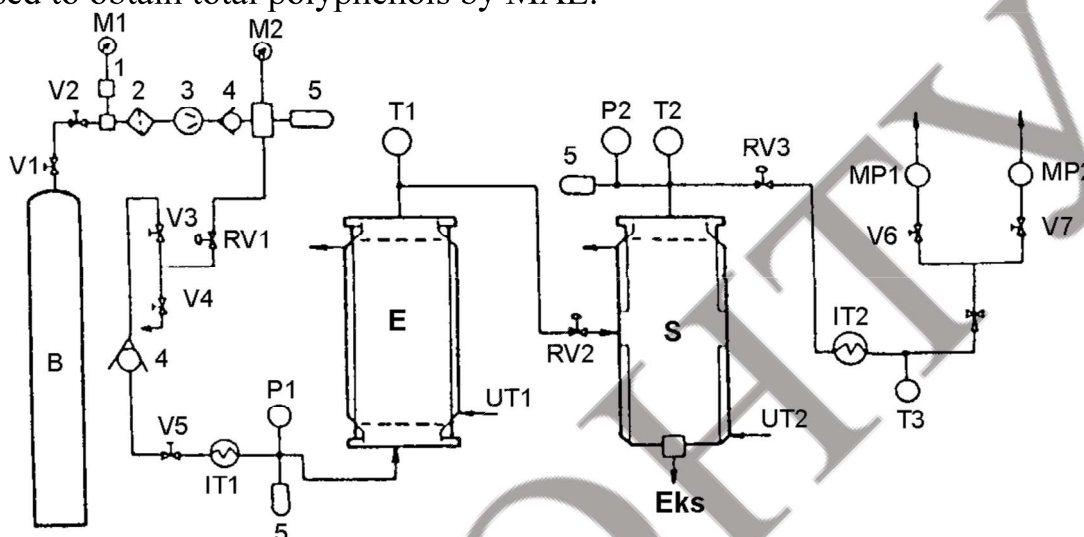 sed to obtain total polyphenols by MAE.
M1
M2
1
V2
2
3
4
5
T1
P2
T2
V1
5
RV3
MP1
MP2
V3
RV1
V6
V7
V4
E
S
IT2
B
4
RV2
P1
UT1
T3
V5
UT2
IT1
Eks
5